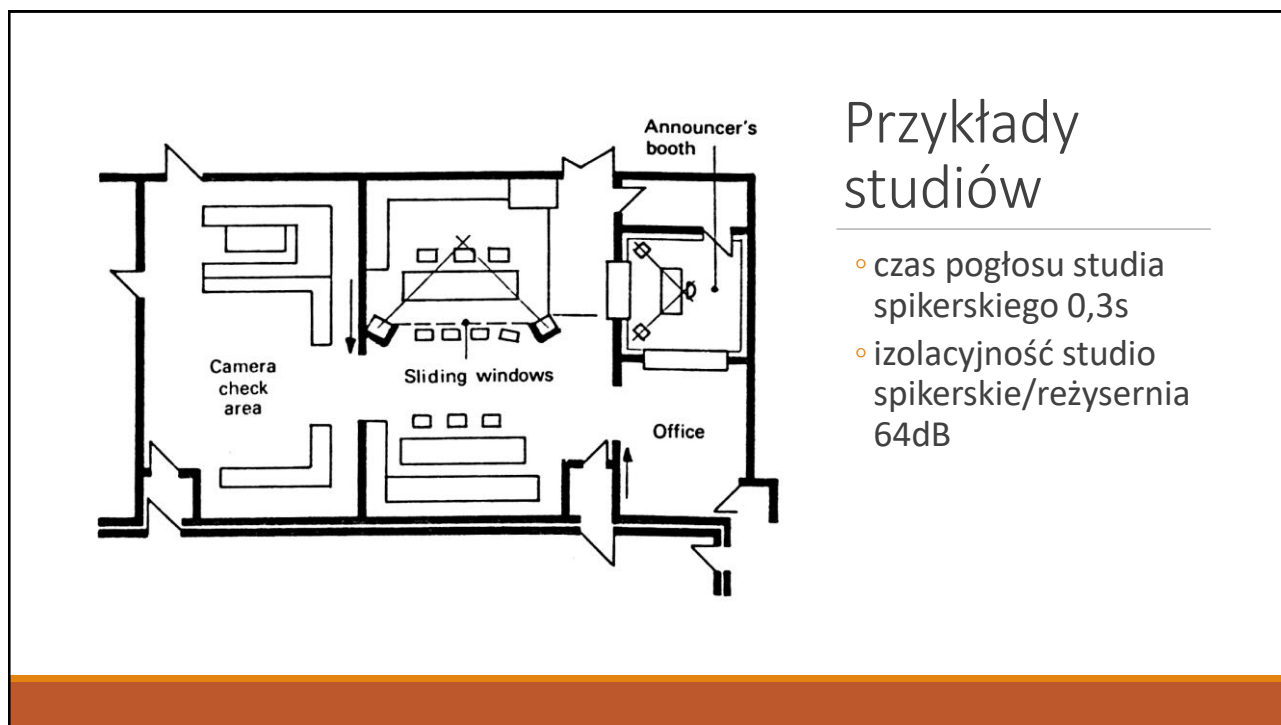 Announcer's
booth
Camera
check
area
Sliding windows
Office
Przykłady
studiów
◦ czas pogłosu studia
spikerskiego 0,3s
◦ izolacyjność studio
spikerskie/reżysernia
64dB